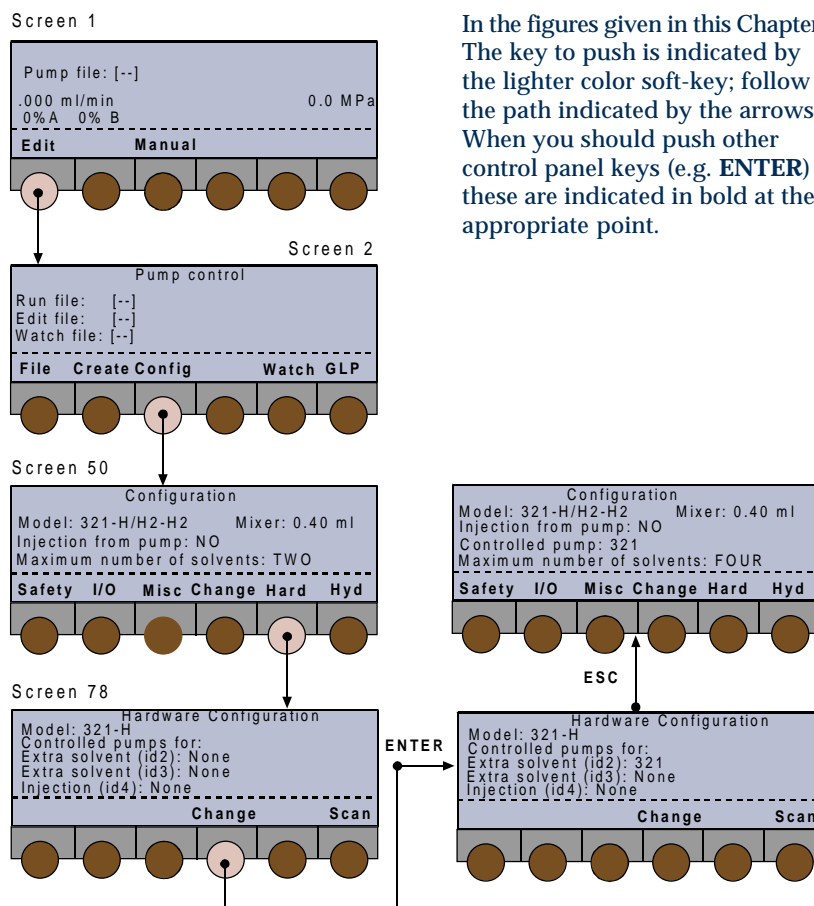 Screen 1
Pump file: [--]
.000 ml/min 0.0 MPa
0%A 0% B
Edit Manual
In the figures given in this Chapter
The key to push is indicated by
the lighter color soft-key; follow
the path indicated by the arrows
When you should push other
control panel keys (e.g. ENTER)
these are indicated in bold at the
appropriate point.
Screen 2
Pump control
Run file: [--]
Edit file: [--]
Watch file: [--]
File Create Config Watch GLP
Screen 50
Configuration
Model: 321-H/H2-H2 Mixer: 0.40 ml
Injection from pump: NO
Maximum number of solvents: TWO
Safety I/O Misc Change Hard Hyd
Configuration
Model: 321-H/H2-H2 Mixer: 0.40 ml
Injection from pump: NO
Controlled pump: 321
Maximum number of solvents: FOUR
Safety I/O Misc Change Hard Hyd
ESC
Screen 78
Hardware Configuration
Model: 321-H
Controlled pumps for:
Extra solvent (id2): None
Extra solvent (id3): None
Injection (id4): None
Change Scan
ENTER
Hardware Configuration
Model: 321-H
Controlled pumps for:
Extra solvent (id2): 321
Extra solvent (id3): None
Injection (id4): None
Change Scan